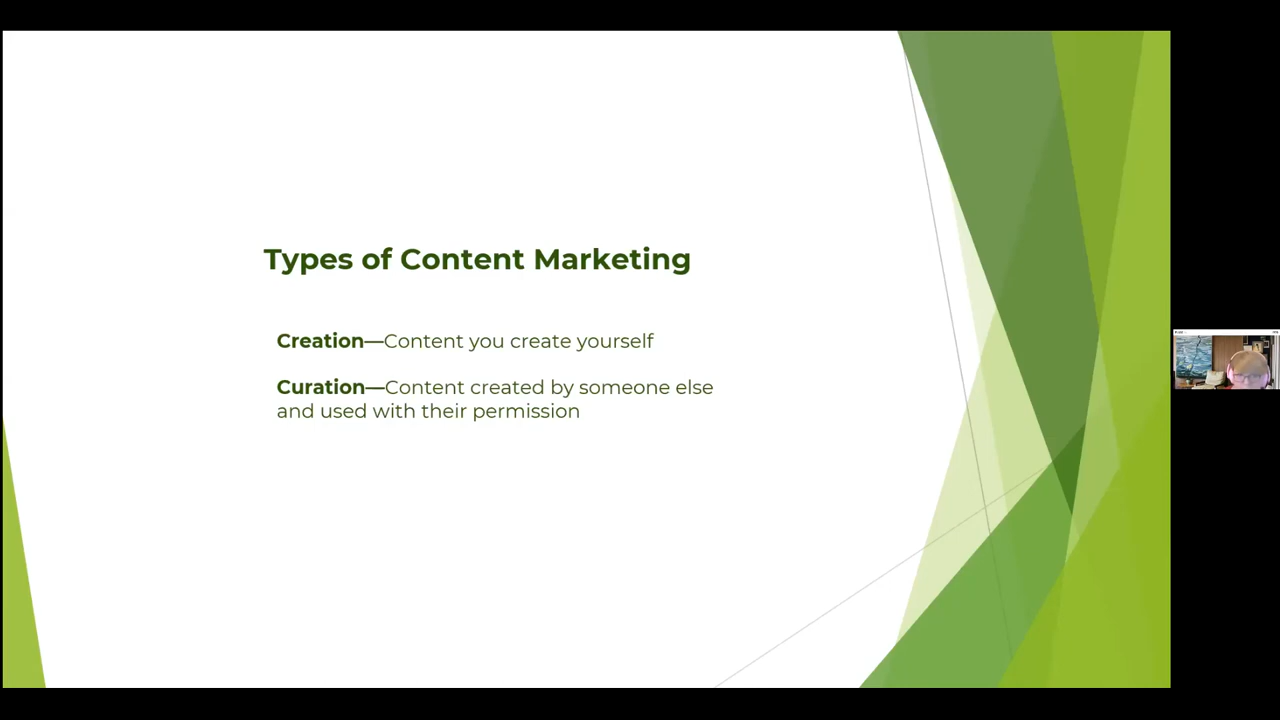 Types of Content Marketing
Creation—Content you create yourself
Curation—Content created by someone else
and used with their permission